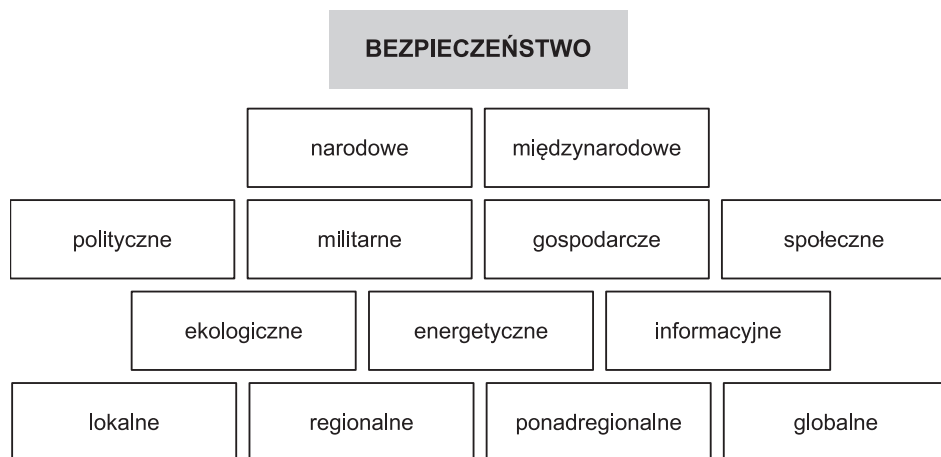 BEZPIECZEŃSTWO
narodowe międzynarodowe
polityczne militarne gospodarcze społeczne
ekologiczne energetyczne informacyjne
lokalne regionalne ponadregionalne globalne